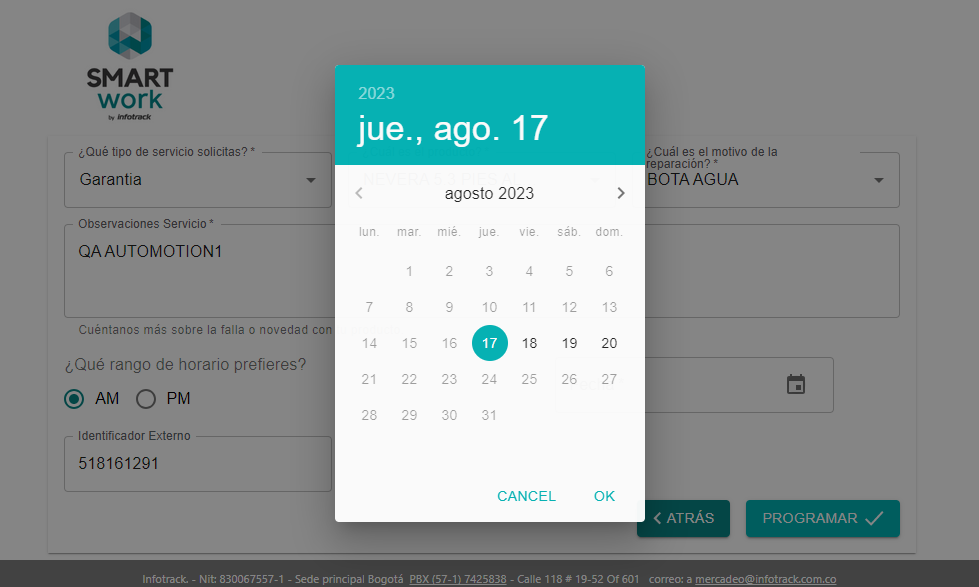 SMART
work
by infotrack
2023
jue., ago. 17
¿Qué tipo de servicio solicitas? *
Garantia
¿Cuál es el motivo de la
reparación? *
BOTA AGUA
agosto 2023
lun. mar. mié. jue. vie. sáb. dom.
1 2 3 4 5 6
7 8 9 10 11 12 13
14 15 16 17 18 19 20
21 22 23 24 25 26 27
28 29 30 31
CANCEL OK
Observaciones Servicio *
QA AUTOMOTION1
Cuéntanos más sobre la falla o novedad con
¿Qué rango de horario prefieres?
AM PM
Identificador Externo
518161291
ATRÁS PROGRAMAR
Infotrack. - Nit: 830067557-1 - Sede principal Bogotá PBX (57-1) 7425838 - Calle 118 # 19-52 Of 601 correo: a mercadeo@infotrack.com.co